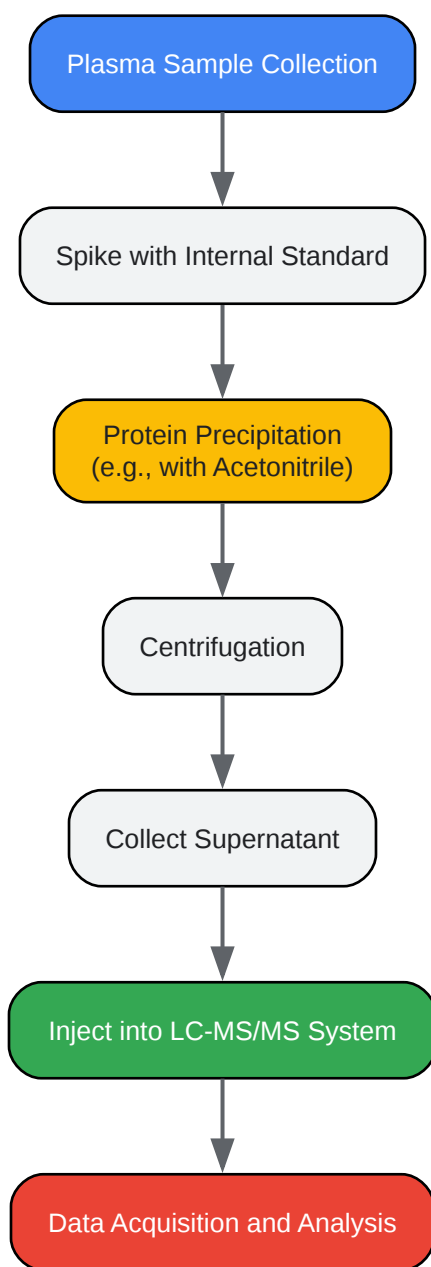 Plasma Sample Collection
Spike with Internal Standard
Protein Precipitation
(e.g., with Acetonitrile)
Centrifugation
Collect Supernatant
Inject into LC-MS/MS System
Data Acquisition and Analysis